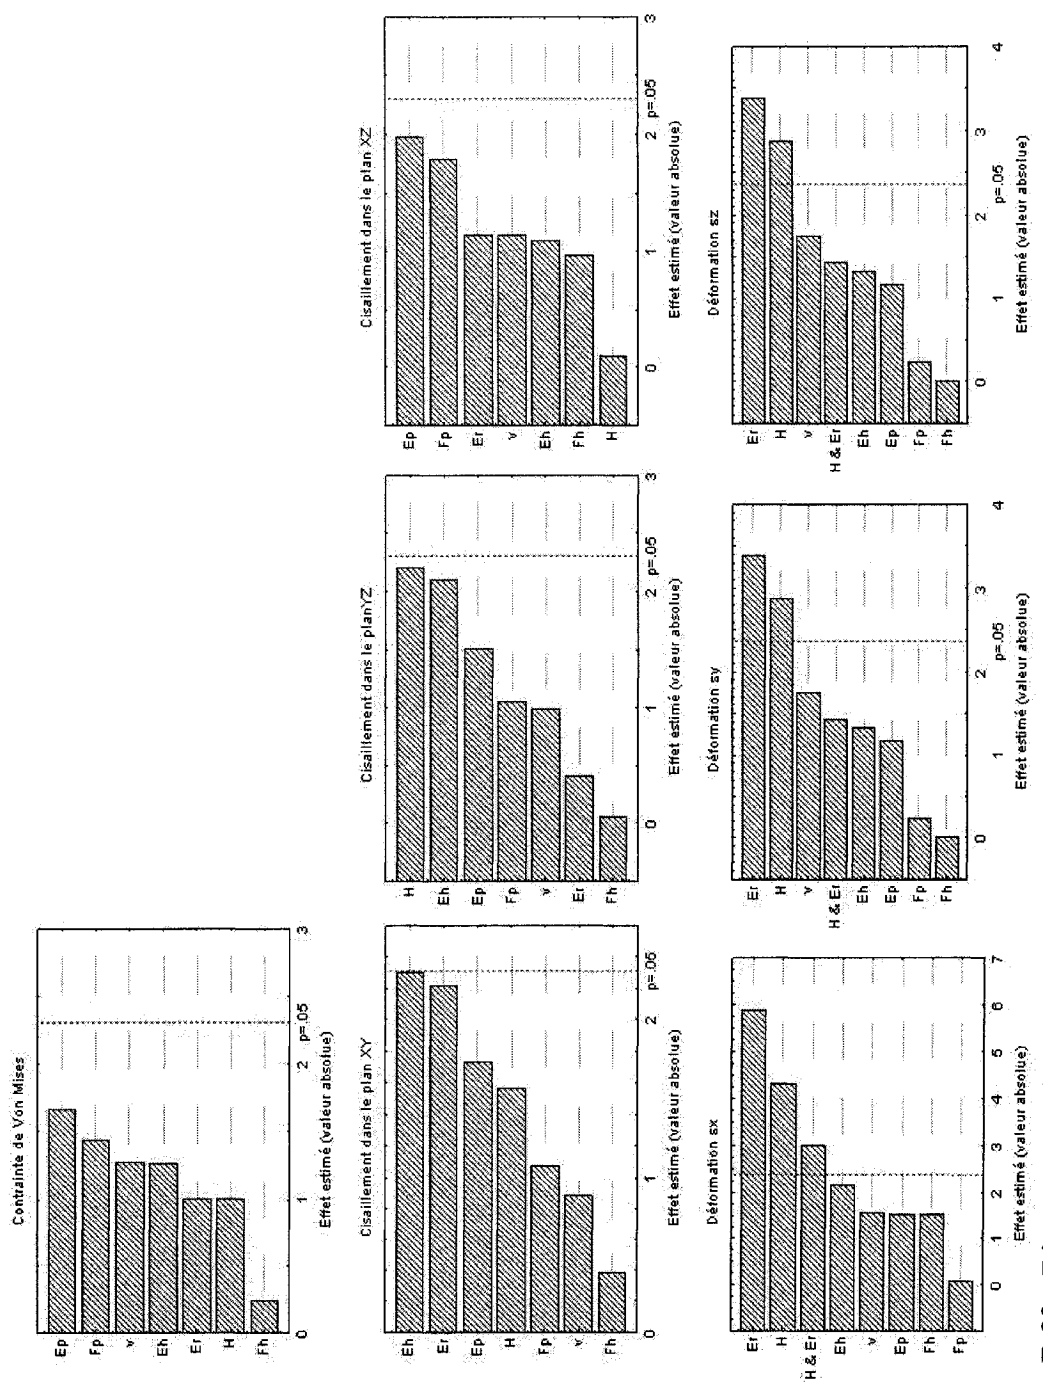 Contrainte de Von Mises
Ep
Fp
v
Eh
Er
H
Fh
0
1
2
p=.05
3
Effet estimé (valeur absolue)
Cisaillement dans le plan XY
Eh
Er
Ep
H
Fp
v
Fh
0
1
2
p=.05
Effet estimé (valeur absolue)
Cisaillement dans le planYZ
H
Eh
Ep
Fp
v
Er
Fh
0
1
2
p=.05
3
Effet estimé (valeur absolue)
Cisaillement dans le plan XZ
Ep
Fp
Er
v
Eh
Fh
H
0
1
2
p=.05
3
Effet estimé (valeur absolue)
Déformation εx
Er
H
H & Er
Eh
v
Ep
Fh
Fp
0
1
2
3
4
5
6
7
Effet estimé (valeur absolue)
Déformation εy
Er
H
v
H & Er
Eh
Ep
Fp
Fh
0
1
2
p=.05
3
4
Effet estimé (valeur absolue)
Déformation εz
Er
H
v
H & Er
Eh
Ep
Fp
Fh
0
1
2
p=.05
3
4
Effet estimé (valeur absolue)